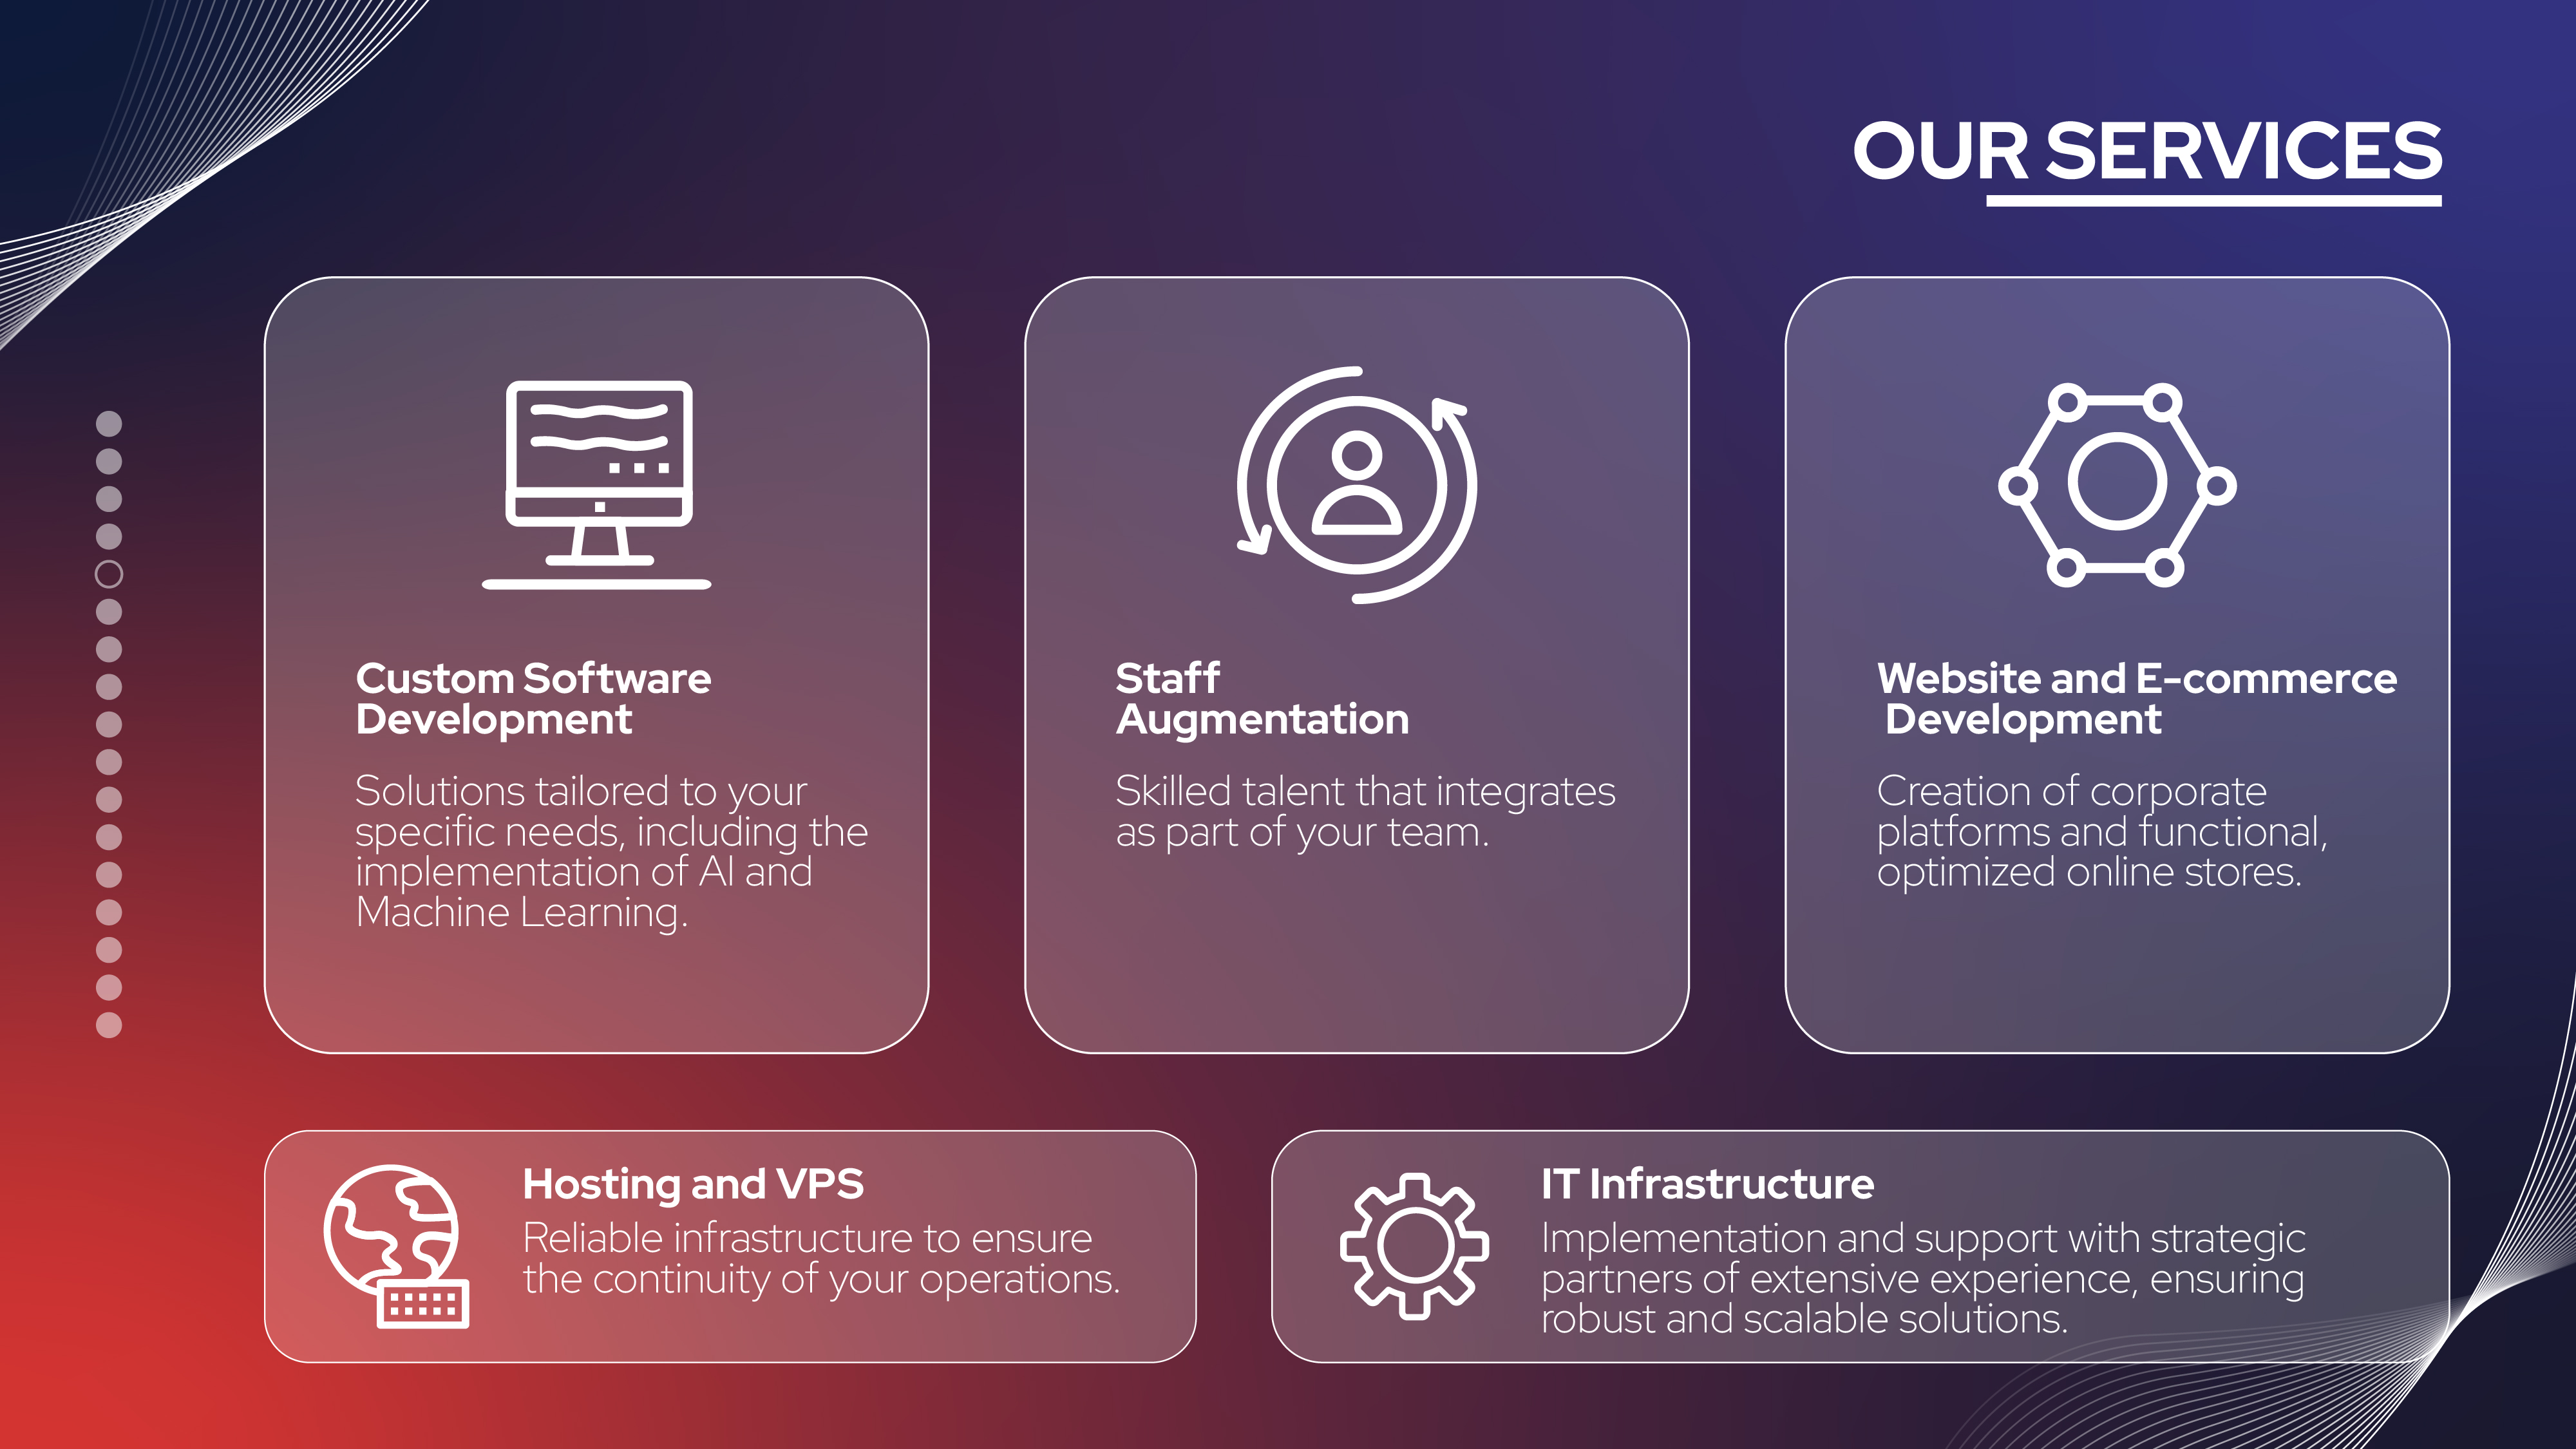 OUR SERVICES
Custom Software
Development
Solutions tailored to your
specific needs, including the
implementation of AI and
Machine Learning.
Staff
Augmentation
Skilled talent that integrates
as part of your team.
Website and E-commerce
Development
Creation of corporate
platforms and functional,
optimized online stores.
Hosting and VPS
Reliable infrastructure to ensure
the continuity of your operations.
IT Infrastructure
Implementation and support with strategic
partners of extensive experience, ensuring
robust and scalable solutions.